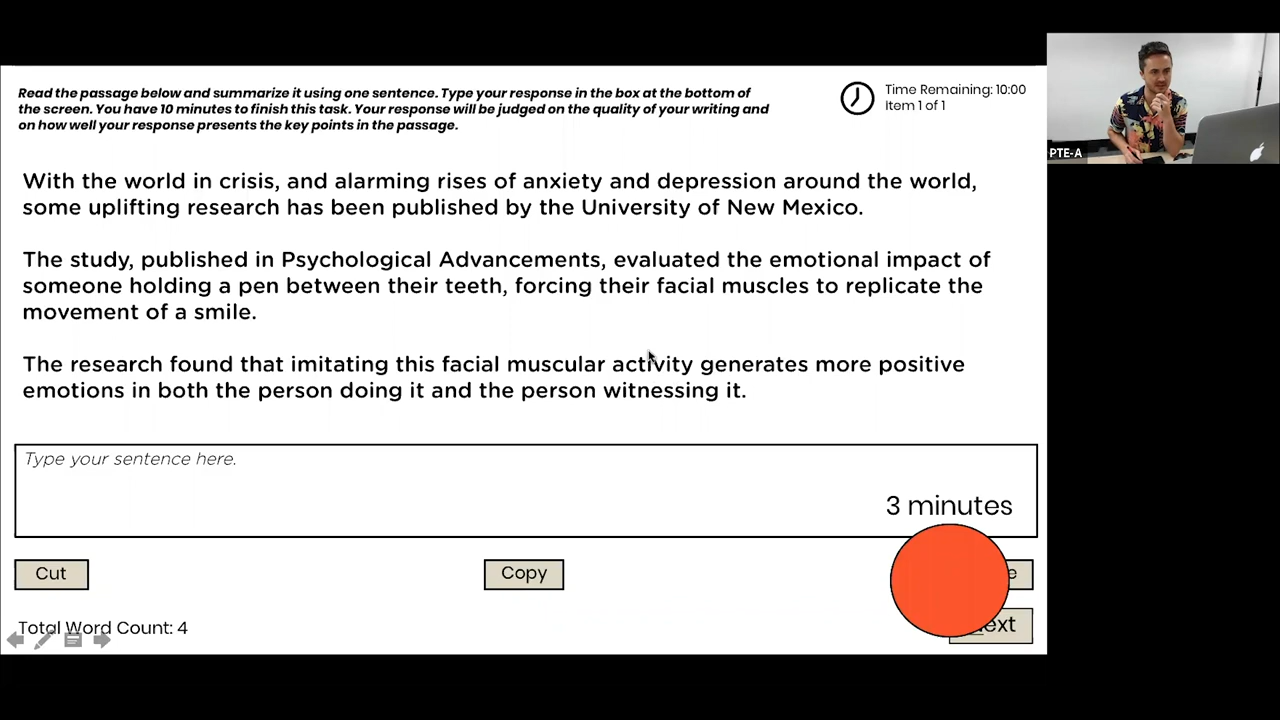 Read the passage below and summarize it using one sentence. Type your response in the box at the bottom of
the screen. You have 10 minutes to finish this task. Your response will be judged on the quality of your writing and
on how well your response presents the key points in the passage.
Time Remaining: 10:00
Item 1 of 1
PTE-A
With the world in crisis, and alarming rises of anxiety and depression around the world,
some uplifting research has been published by the University of New Mexico.
The study, published in Psychological Advancements, evaluated the emotional impact of
someone holding a pen between their teeth, forcing their facial muscles to replicate the
movement of a smile.
The research found that imitating this facial muscular activity generates more positive
emotions in both the person doing it and the person witnessing it.
Type your sentence here.
3 minutes
Cut
Copy
Total Word Count: 4